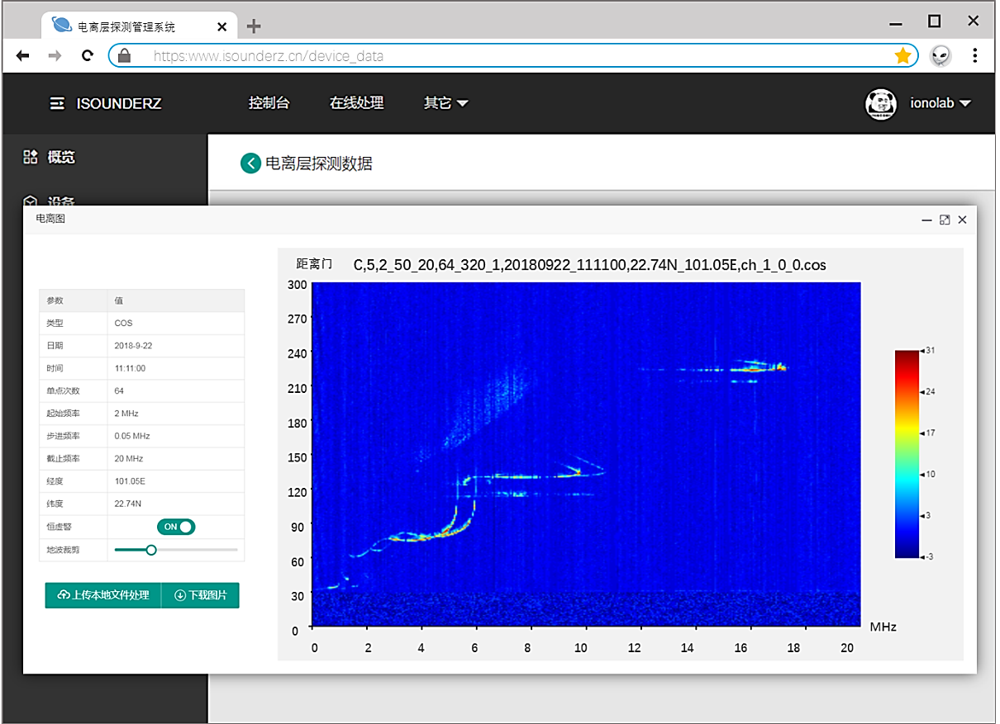 电离层探测管理系统
https:www.isounderz.cn/device_data
ISOUNDERZ 控制台 在线处理 其它 ionolab
概览
电离层探测数据
设备
电离图
距离门 C,5,2_50_20,64_320_1,20180922_111100,22.74N_101.05E,ch_1_0_0.cos
参数 值
类型 COS
日期 2018-9-22
时间 11:11:00
单点次数 64
起始频率 2 MHz
步进频率 0.05 MHz
截止频率 20 MHz
经度 101.05E
纬度 22.74N
恒虚警 ON
地波裁剪
上传本地文件处理 下载图片
300
270
240
210
180
150
120
90
60
30
0
MHz
0 2 4 6 8 10 12 14 16 18 20
31
24
17
10
3
-3